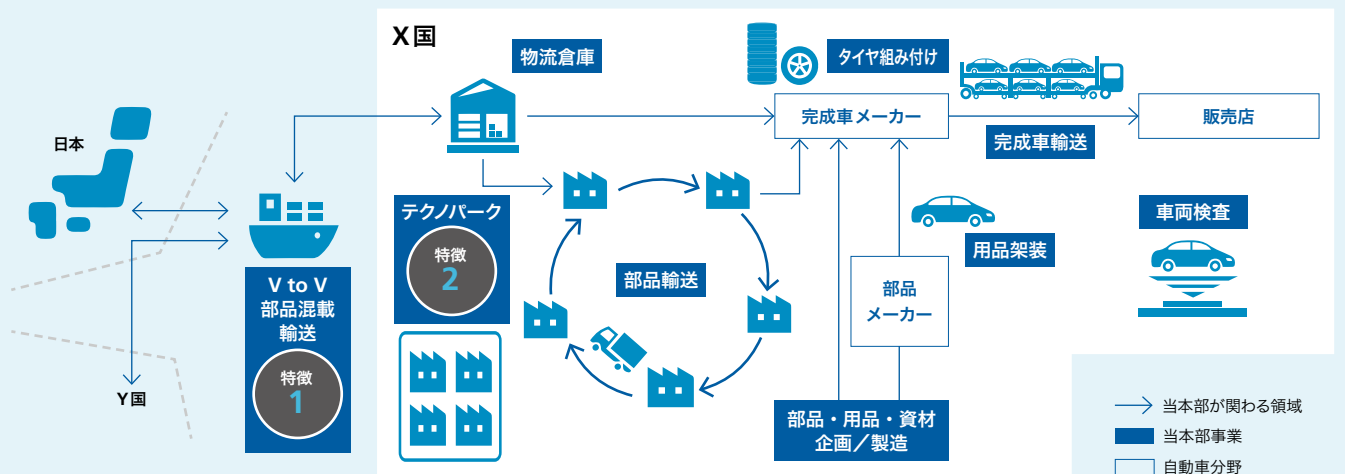 X国
物流倉庫
タイヤ組み付け
完成車メーカー
販売店
完成車輸送
日本
テクノパーク
特徴
2
部品輸送
用品架装
車両検査
部品
メーカー
V to V
部品混載
輸送
特徴
1
Y国
部品・用品・資材
企画／製造
当本部が関わる領域
当本部事業
自動車分野